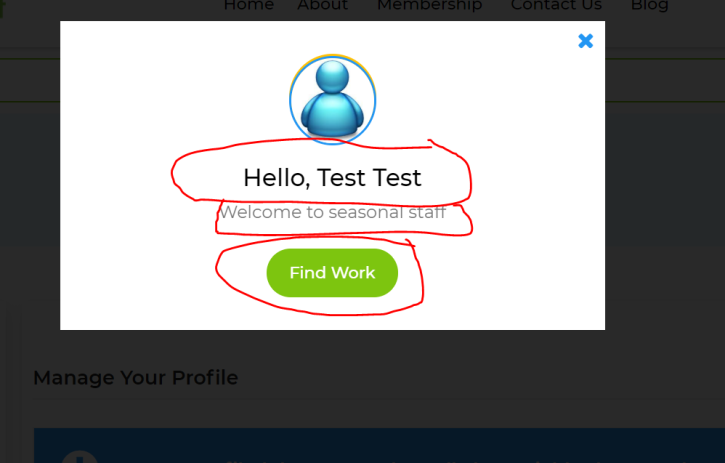 Home About Membership Contact Us Blog
Hello, Test Test
Welcome to seasonal staff
Find Work
Manage Your Profile